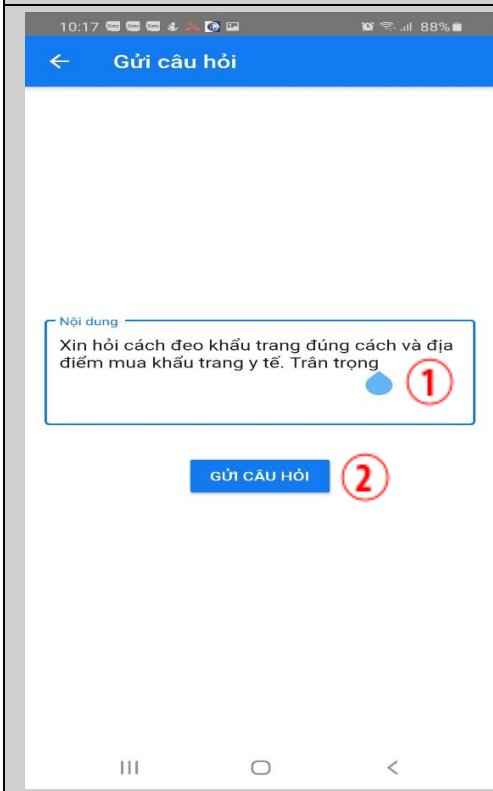 10:17
88%
Gửi câu hỏi
Nội dung
Xin hỏi cách đeo khẩu trang đúng cách và địa
điểm mua khẩu trang y tế. Trân trọng
1
GỬI CÂU HỎI
2